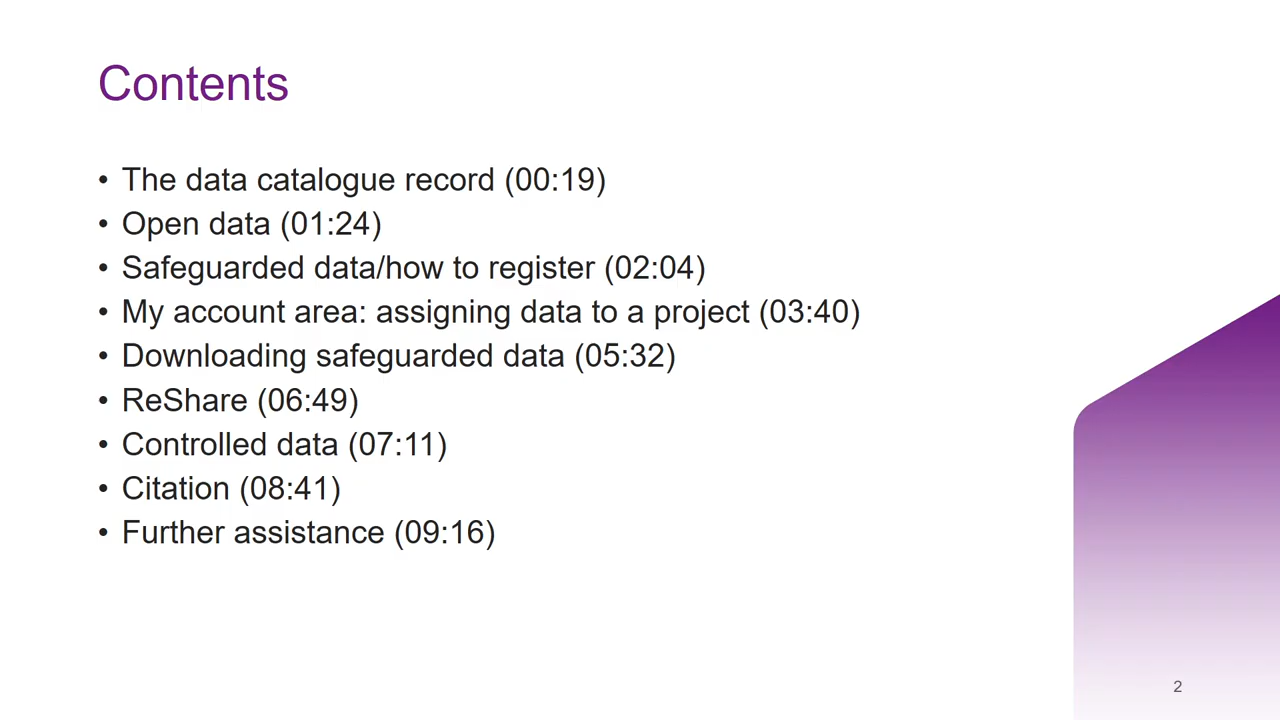 Contents
• The data catalogue record (00:19)
• Open data (01:24)
• Safeguarded data/how to register (02:04)
• My account area: assigning data to a project (03:40)
• Downloading safeguarded data (05:32)
• ReShare (06:49)
• Controlled data (07:11)
• Citation (08:41)
• Further assistance (09:16)
2